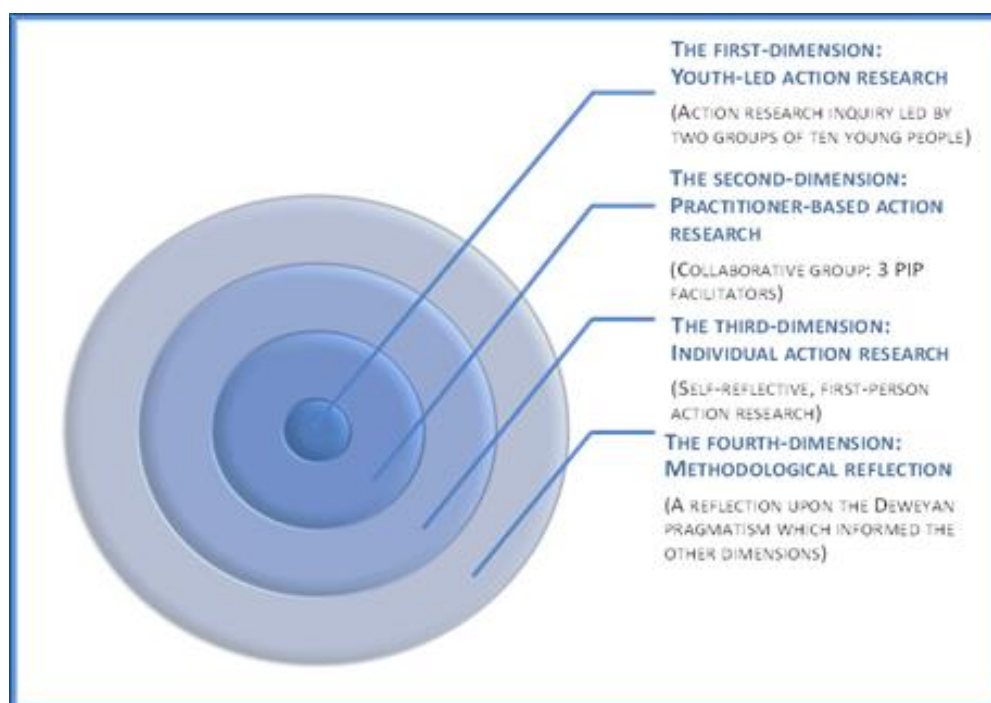 THE FIRST-DIMENSION:
YOUTH-LED ACTION RESEARCH
(ACTION RESEARCH INQUIRY LED BY
TWO GROUPS OF TEN YOUNG PEOPLE)
THE SECOND-DIMENSION:
PRACTITIONER-BASED ACTION
RESEARCH
(COLLABORATIVE GROUP: 3 PIP
FACILITATORS)
THE THIRD-DIMENSION:
INDIVIDUAL ACTION RESEARCH
(SELF-REFLECTIVE, FIRST-PERSON
ACTION RESEARCH)
THE FOURTH-DIMENSION:
METHODOLOGICAL REFLECTION
(A REFLECTION UPON THE DEWEYAN
PRAGMATISM WHICH INFORMED THE
OTHER DIMENSIONS)